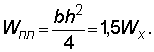 Wпл = bh²/4 = 1,5Wx.